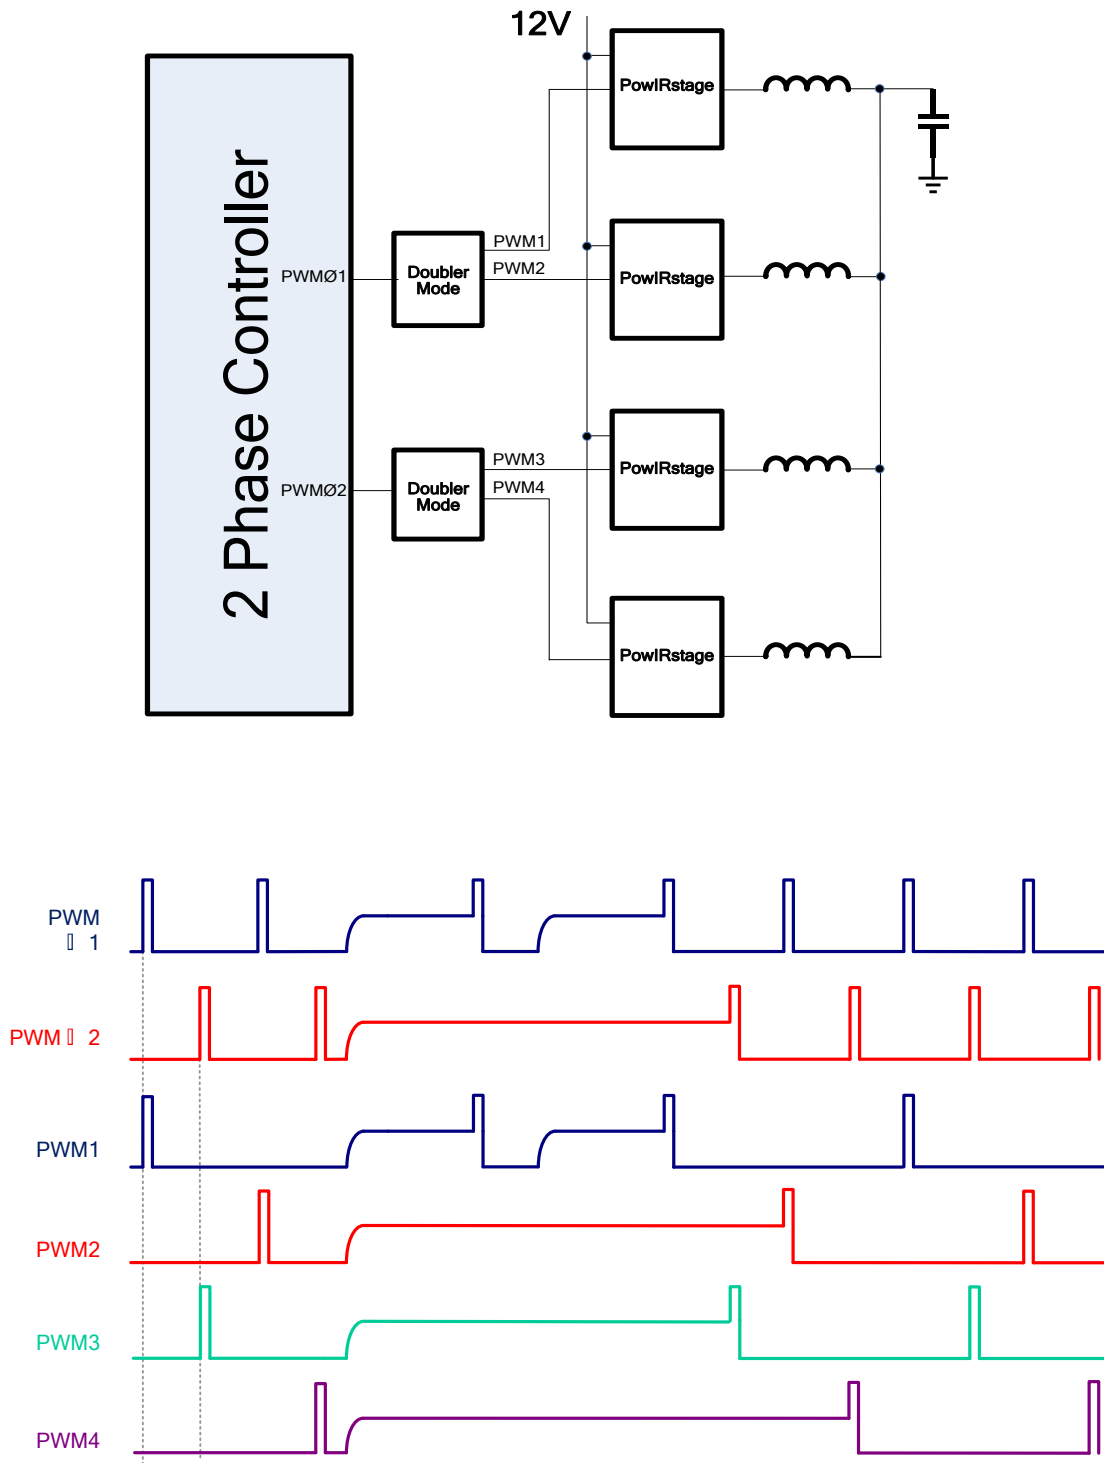 12V
PowIRstage
2 Phase Controller
PWMØ1
Doubler
Mode
PWM1
PWM2
PowIRstage
PWMØ2
Doubler
Mode
PWM3
PWM4
PowIRstage
PowIRstage
PWM
▯ 1
PWM ▯ 2
PWM1
PWM2
PWM3
PWM4